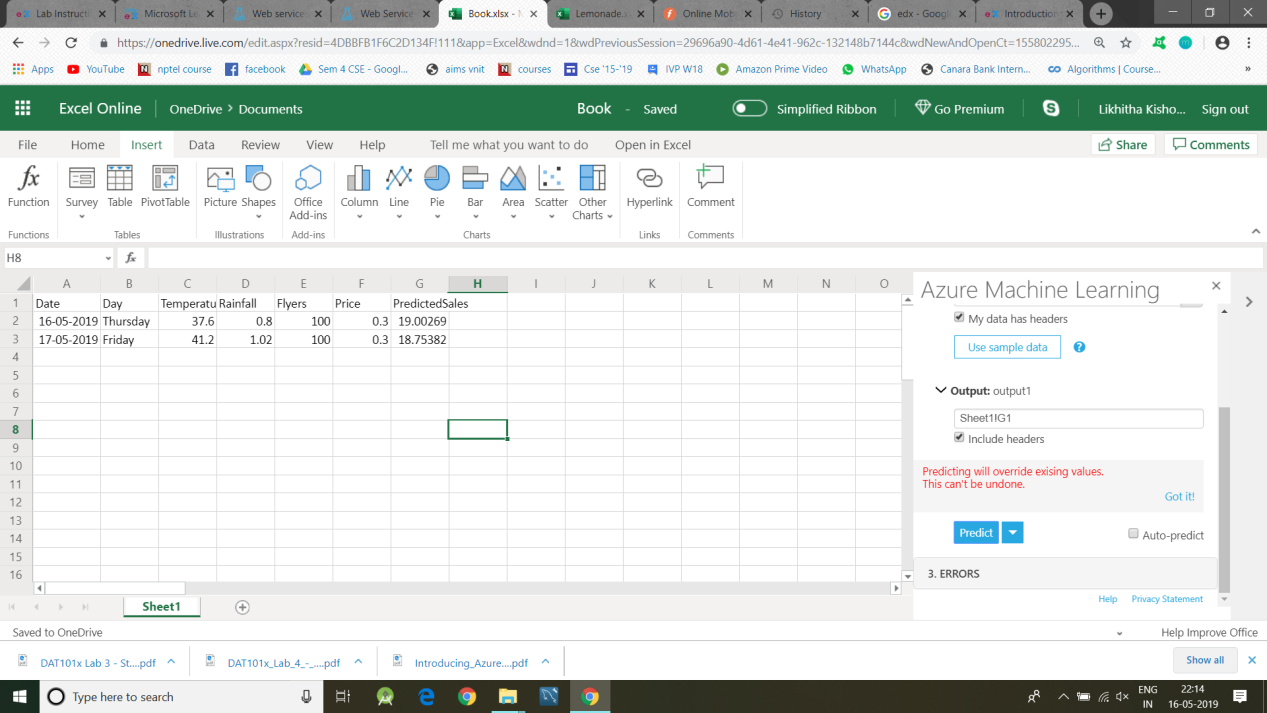 Lab Instructi
Microsoft L
Web service
Web Service
Book.xlsx -
Lemonade.x
Online Mob
History
edx - Googl
Introduction
https://onedrive.live.com/edit.aspx?resid=4DBBFB1F6C2D134F!111&app=Excel&wdnd=1&wdPreviousSession=29696a90-4d61-4e41-962c-132148b7144c&wdNewAndOpenCt=155802295...
Apps YouTube nptel course facebook Sem 4 CSE - Googl... aims vnit courses Cse '15-'19 IVP W18 Amazon Prime Video WhatsApp Canara Bank Intern... Algorithms | Course... »
Excel Online OneDrive > Documents Book - Saved Simplified Ribbon Go Premium Likhitha Kisho... Sign out
File Home Insert Data Review View Help Tell me what you want to do Open in Excel Share Comments
Function Survey Table PivotTable Picture Shapes Office Add-ins Column Line Pie Bar Area Scatter Other Charts Hyperlink Comment
Functions Tables Illustrations Add-ins Charts Links Comments
H8 fx
A B C D E F G H I J K L M N O
1 Date Day Temperatu Rainfall Flyers Price PredictedSales
2 16-05-2019 Thursday 37.6 0.8 100 0.3 19.00269
3 17-05-2019 Friday 41.2 1.02 100 0.3 18.75382
4
5
6
7
8
9
10
11
12
13
14
15
16
Azure Machine Learning
My data has headers
Use sample data ?
Output: output1
Sheet1!G1
Include headers
Predicting will override exising values.
This can't be undone.
Got it!
Predict Auto-predict
3. ERRORS
Help Privacy Statement
Sheet1
Saved to OneDrive Help Improve Office
DAT101x Lab 3 - St....pdf DAT101x_Lab_4_-_....pdf Introducing_Azure....pdf Show all
Type here to search
ENG
IN
22:14
16-05-2019